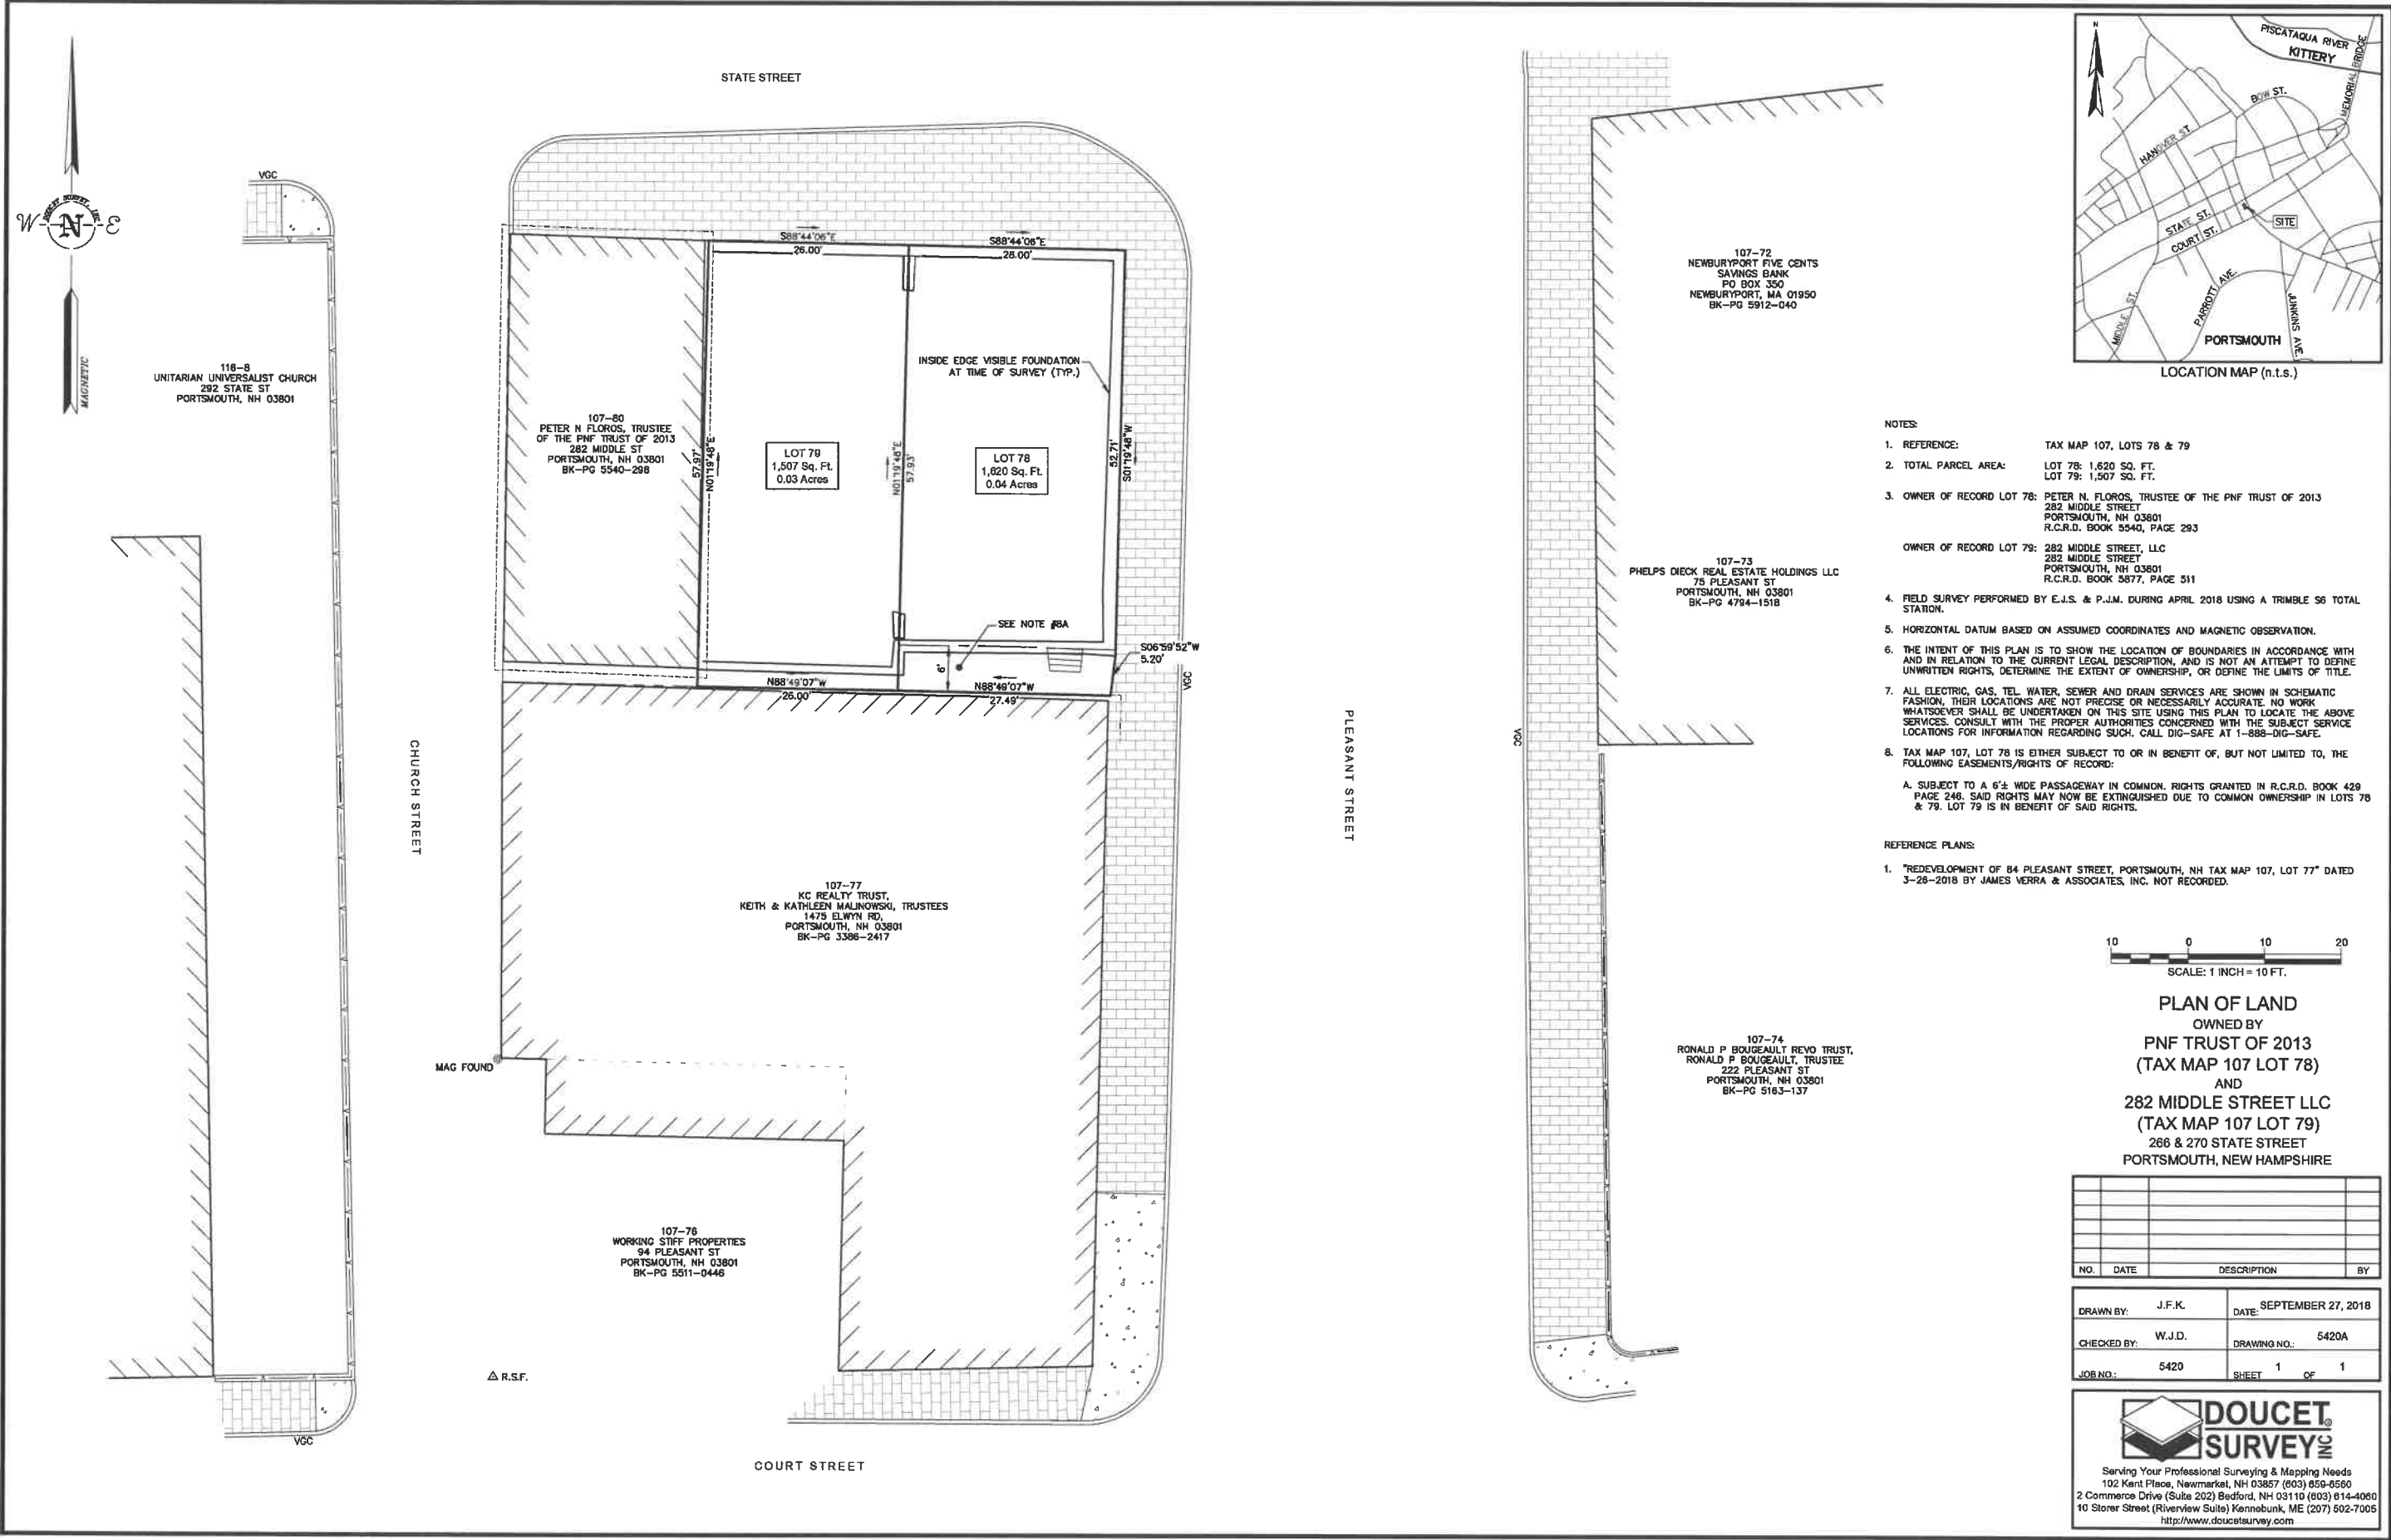 STATE STREET
VGC
W N E
MAGNETIC
116-8
UNITARIAN UNIVERSALIST CHURCH
292 STATE ST
PORTSMOUTH, NH 03801
107-80
PETER N FLOROS, TRUSTEE
OF THE PNF TRUST OF 2013
282 MIDDLE ST
PORTSMOUTH, NH 03801
BK-PG 5540-298
S88°44'06"E
26.00'
S88°44'06"E
28.00'
57.97'
N01°19'48"E
LOT 79
1,507 Sq. Ft.
0.03 Acres
N01°19'48"E
57.93'
INSIDE EDGE VISIBLE FOUNDATION
AT TIME OF SURVEY (TYP.)
LOT 78
1,620 Sq. Ft.
0.04 Acres
52.71'
S01°19'48"W
SEE NOTE #8A
6'
S06°59'52"W
5.20'
N88°49'07"W
26.00'
N88°49'07"W
27.49'
VGC
CHURCH STREET
PLEASANT STREET
VGC
107-77
KC REALTY TRUST,
KEITH & KATHLEEN MALINOWSKI, TRUSTEES
1475 ELWYN RD,
PORTSMOUTH, NH 03801
BK-PG 3386-2417
MAG FOUND
107-76
WORKING STIFF PROPERTIES
94 PLEASANT ST
PORTSMOUTH, NH 03801
BK-PG 5511-0446
R.S.F.
VGC
COURT STREET
107-72
NEWBURYPORT FIVE CENTS
SAVINGS BANK
PO BOX 350
NEWBURYPORT, MA 01950
BK-PG 5912-040
107-73
PHELPS DIECK REAL ESTATE HOLDINGS LLC
75 PLEASANT ST
PORTSMOUTH, NH 03801
BK-PG 4794-1518
107-74
RONALD P BOUGEAULT REVO TRUST,
RONALD P BOUGEAULT, TRUSTEE
222 PLEASANT ST
PORTSMOUTH, NH 03801
BK-PG 5163-137
N
PISCATAQUA RIVER
KITTERY
MEMORIAL BRIDGE
BOW ST.
HANOVER ST.
STATE ST.
COURT ST.
SITE
MIDDLE ST.
PARROTT AVE.
JUNKINS AVE.
PORTSMOUTH
LOCATION MAP (n.t.s.)
NOTES:
1. REFERENCE: TAX MAP 107, LOTS 78 & 79
2. TOTAL PARCEL AREA: LOT 78: 1,620 SQ. FT.
LOT 79: 1,507 SQ. FT.
3. OWNER OF RECORD LOT 78: PETER N. FLOROS, TRUSTEE OF THE PNF TRUST OF 2013
282 MIDDLE STREET
PORTSMOUTH, NH 03801
R.C.R.D. BOOK 5540, PAGE 293
OWNER OF RECORD LOT 79: 282 MIDDLE STREET, LLC
282 MIDDLE STREET
PORTSMOUTH, NH 03801
R.C.R.D. BOOK 5877, PAGE 511
4. FIELD SURVEY PERFORMED BY E.J.S. & P.J.M. DURING APRIL 2018 USING A TRIMBLE S6 TOTAL
STATION.
5. HORIZONTAL DATUM BASED ON ASSUMED COORDINATES AND MAGNETIC OBSERVATION.
6. THE INTENT OF THIS PLAN IS TO SHOW THE LOCATION OF BOUNDARIES IN ACCORDANCE WITH
AND IN RELATION TO THE CURRENT LEGAL DESCRIPTION, AND IS NOT AN ATTEMPT TO DEFINE
UNWRITTEN RIGHTS, DETERMINE THE EXTENT OF OWNERSHIP, OR DEFINE THE LIMITS OF TITLE.
7. ALL ELECTRIC, GAS, TEL. WATER, SEWER AND DRAIN SERVICES ARE SHOWN IN SCHEMATIC
FASHION, THEIR LOCATIONS ARE NOT PRECISE OR NECESSARILY ACCURATE. NO WORK
WHATSOEVER SHALL BE UNDERTAKEN ON THIS SITE USING THIS PLAN TO LOCATE THE ABOVE
SERVICES. CONSULT WITH THE PROPER AUTHORITIES CONCERNED WITH THE SUBJECT SERVICE
LOCATIONS FOR INFORMATION REGARDING SUCH. CALL DIG-SAFE AT 1-888-DIG-SAFE.
8. TAX MAP 107, LOT 78 IS EITHER SUBJECT TO OR IN BENEFIT OF, BUT NOT LIMITED TO, THE
FOLLOWING EASEMENTS/RIGHTS OF RECORD:
A. SUBJECT TO A 6'± WIDE PASSAGEWAY IN COMMON. RIGHTS GRANTED IN R.C.R.D. BOOK 429
PAGE 246. SAID RIGHTS MAY NOW BE EXTINGUISHED DUE TO COMMON OWNERSHIP IN LOTS 78
& 79. LOT 79 IS IN BENEFIT OF SAID RIGHTS.
REFERENCE PLANS:
1. "REDEVELOPMENT OF 84 PLEASANT STREET, PORTSMOUTH, NH TAX MAP 107, LOT 77" DATED
3-26-2018 BY JAMES VERRA & ASSOCIATES, INC. NOT RECORDED.
10 0 10 20
SCALE: 1 INCH = 10 FT.
PLAN OF LAND
OWNED BY
PNF TRUST OF 2013
(TAX MAP 107 LOT 78)
AND
282 MIDDLE STREET LLC
(TAX MAP 107 LOT 79)
266 & 270 STATE STREET
PORTSMOUTH, NEW HAMPSHIRE
NO. DATE DESCRIPTION BY
DRAWN BY: J.F.K. DATE: SEPTEMBER 27, 2018
CHECKED BY: W.J.D. DRAWING NO.: 5420A
JOB NO.: 5420 SHEET 1 OF 1
DOUCET
SURVEY INC
Serving Your Professional Surveying & Mapping Needs
102 Kent Place, Newmarket, NH 03857 (603) 659-6560
2 Commerce Drive (Suite 202) Bedford, NH 03110 (603) 614-4060
10 Storer Street (Riverview Suite) Kennebunk, ME (207) 502-7005
http://www.doucetsurvey.com